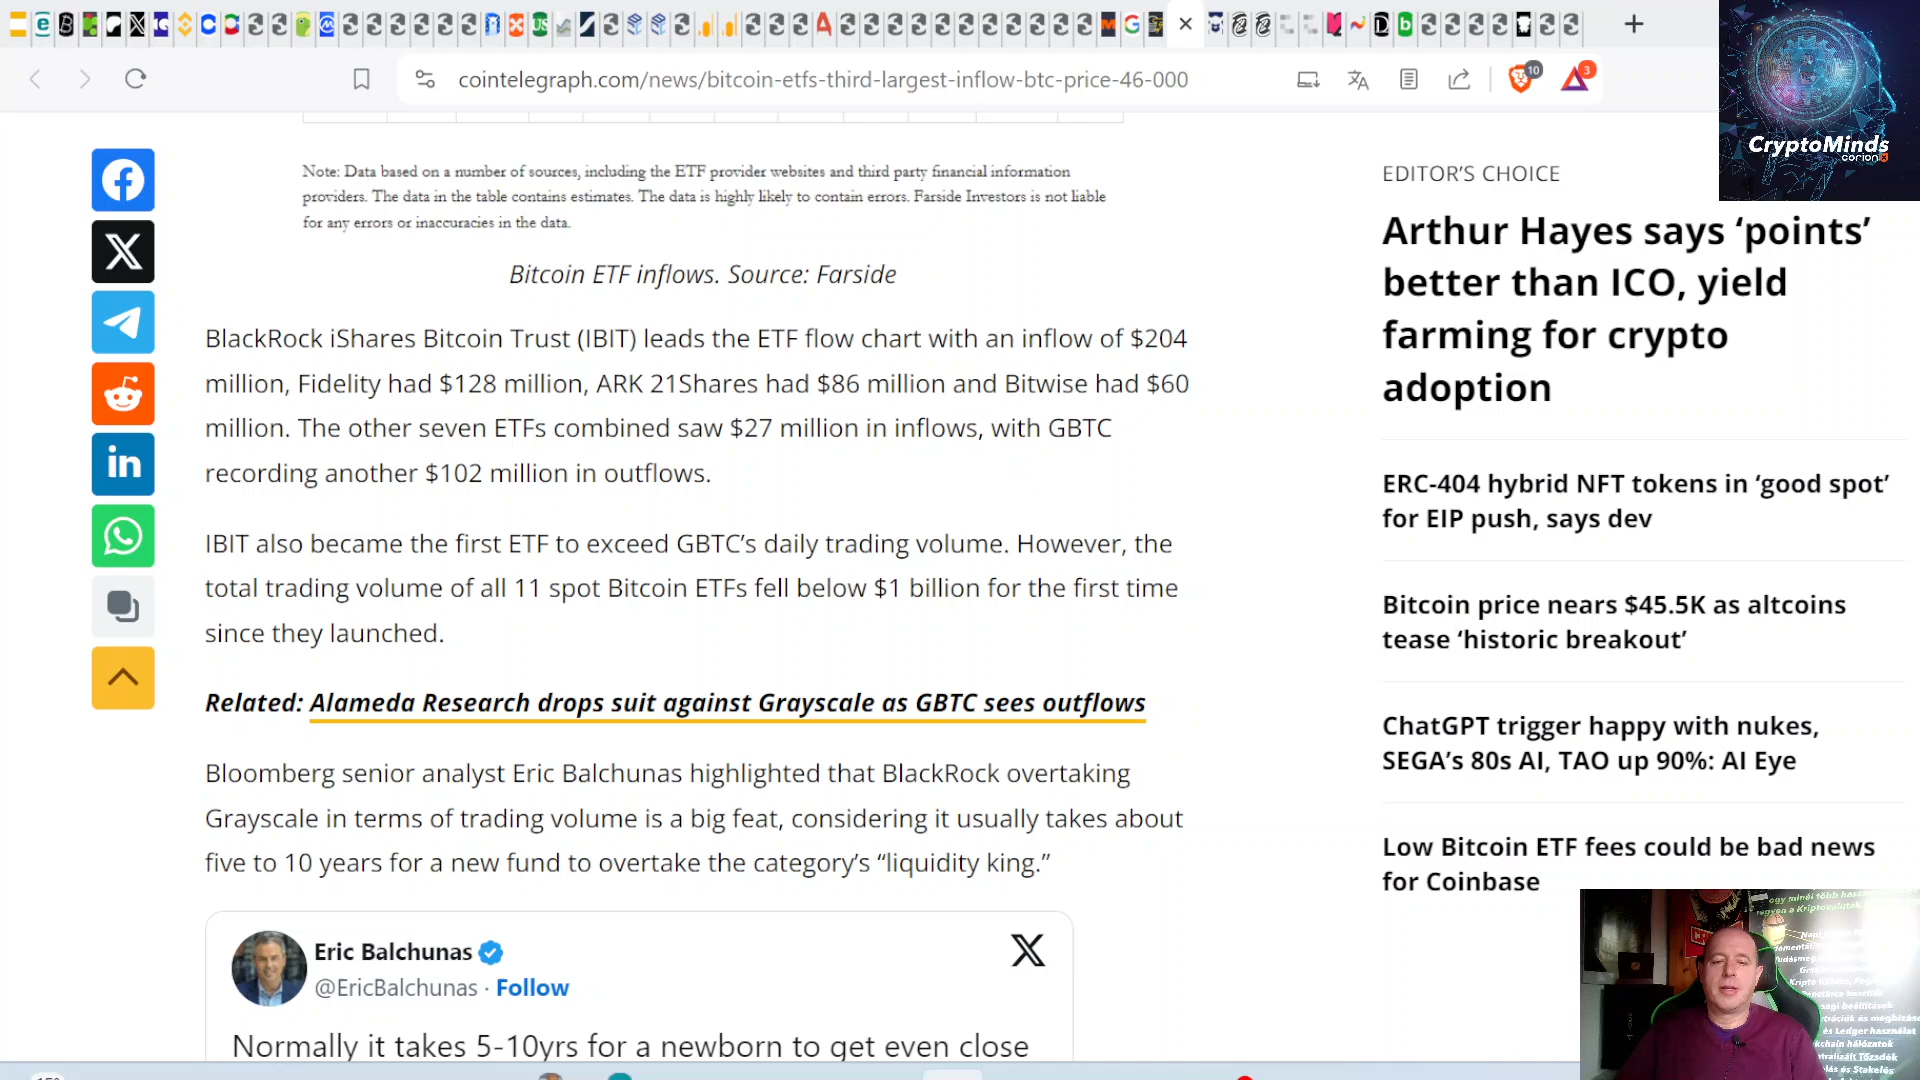 cointelegraph.com/news/bitcoin-etfs-third-largest-inflow-btc-price-46-000
10
3
CryptoMinds
corion
Note: Data based on a number of sources, including the ETF provider websites and third party financial information
providers. The data in the table contains estimates. The data is highly likely to contain errors. Farside Investors is not liable
for any errors or inaccuracies in the data.
Bitcoin ETF inflows. Source: Farside
BlackRock iShares Bitcoin Trust (IBIT) leads the ETF flow chart with an inflow of $204
million, Fidelity had $128 million, ARK 21Shares had $86 million and Bitwise had $60
million. The other seven ETFs combined saw $27 million in inflows, with GBTC
recording another $102 million in outflows.
IBIT also became the first ETF to exceed GBTC’s daily trading volume. However, the
total trading volume of all 11 spot Bitcoin ETFs fell below $1 billion for the first time
since they launched.
Related: Alameda Research drops suit against Grayscale as GBTC sees outflows
Bloomberg senior analyst Eric Balchunas highlighted that BlackRock overtaking
Grayscale in terms of trading volume is a big feat, considering it usually takes about
five to 10 years for a new fund to overtake the category’s “liquidity king.”
Eric Balchunas
@EricBalchunas · Follow
Normally it takes 5-10yrs for a newborn to get even close
EDITOR’S CHOICE
Arthur Hayes says ‘points’
better than ICO, yield
farming for crypto
adoption
ERC-404 hybrid NFT tokens in ‘good spot’
for EIP push, says dev
Bitcoin price nears $45.5K as altcoins
tease ‘historic breakout’
ChatGPT trigger happy with nukes,
SEGA’s 80s AI, TAO up 90%: AI Eye
Low Bitcoin ETF fees could be bad news
for Coinbase
ogy minél több
Kriptovaluták
és Ledger használat
hálózatok
Tőzsdék
és Stakelés